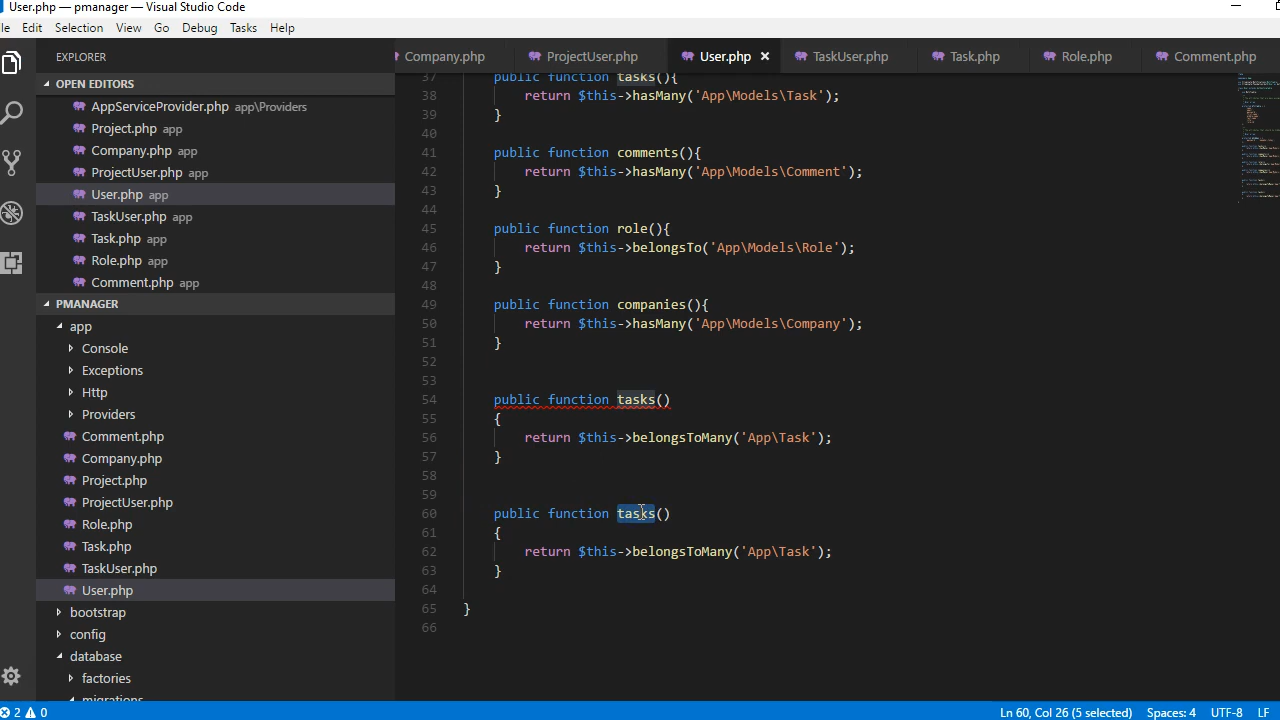 User.php — pmanager — Visual Studio Code
le Edit Selection View Go Debug Tasks Help
EXPLORER
OPEN EDITORS
AppServiceProvider.php app\Providers
Project.php app
Company.php app
ProjectUser.php app
User.php app
TaskUser.php app
Task.php app
Role.php app
Comment.php app
PMANAGER
app
Console
Exceptions
Http
Providers
Comment.php
Company.php
Project.php
ProjectUser.php
Role.php
Task.php
TaskUser.php
User.php
bootstrap
config
database
factories
migrations
Company.php ProjectUser.php User.php TaskUser.php Task.php Role.php Comment.php
37 public function tasks(){
38 return $this->hasMany('App\Models\Task');
39 }
40
41 public function comments(){
42 return $this->hasMany('App\Models\Comment');
43 }
44
45 public function role(){
46 return $this->belongsTo('App\Models\Role');
47 }
48
49 public function companies(){
50 return $this->hasMany('App\Models\Company');
51 }
52
53
54 public function tasks()
55 {
56 return $this->belongsToMany('App\Task');
57 }
58
59
60 public function tasks()
61 {
62 return $this->belongsToMany('App\Task');
63 }
64
65 }
66
2 0 Ln 60, Col 26 (5 selected) Spaces: 4 UTF-8 LF